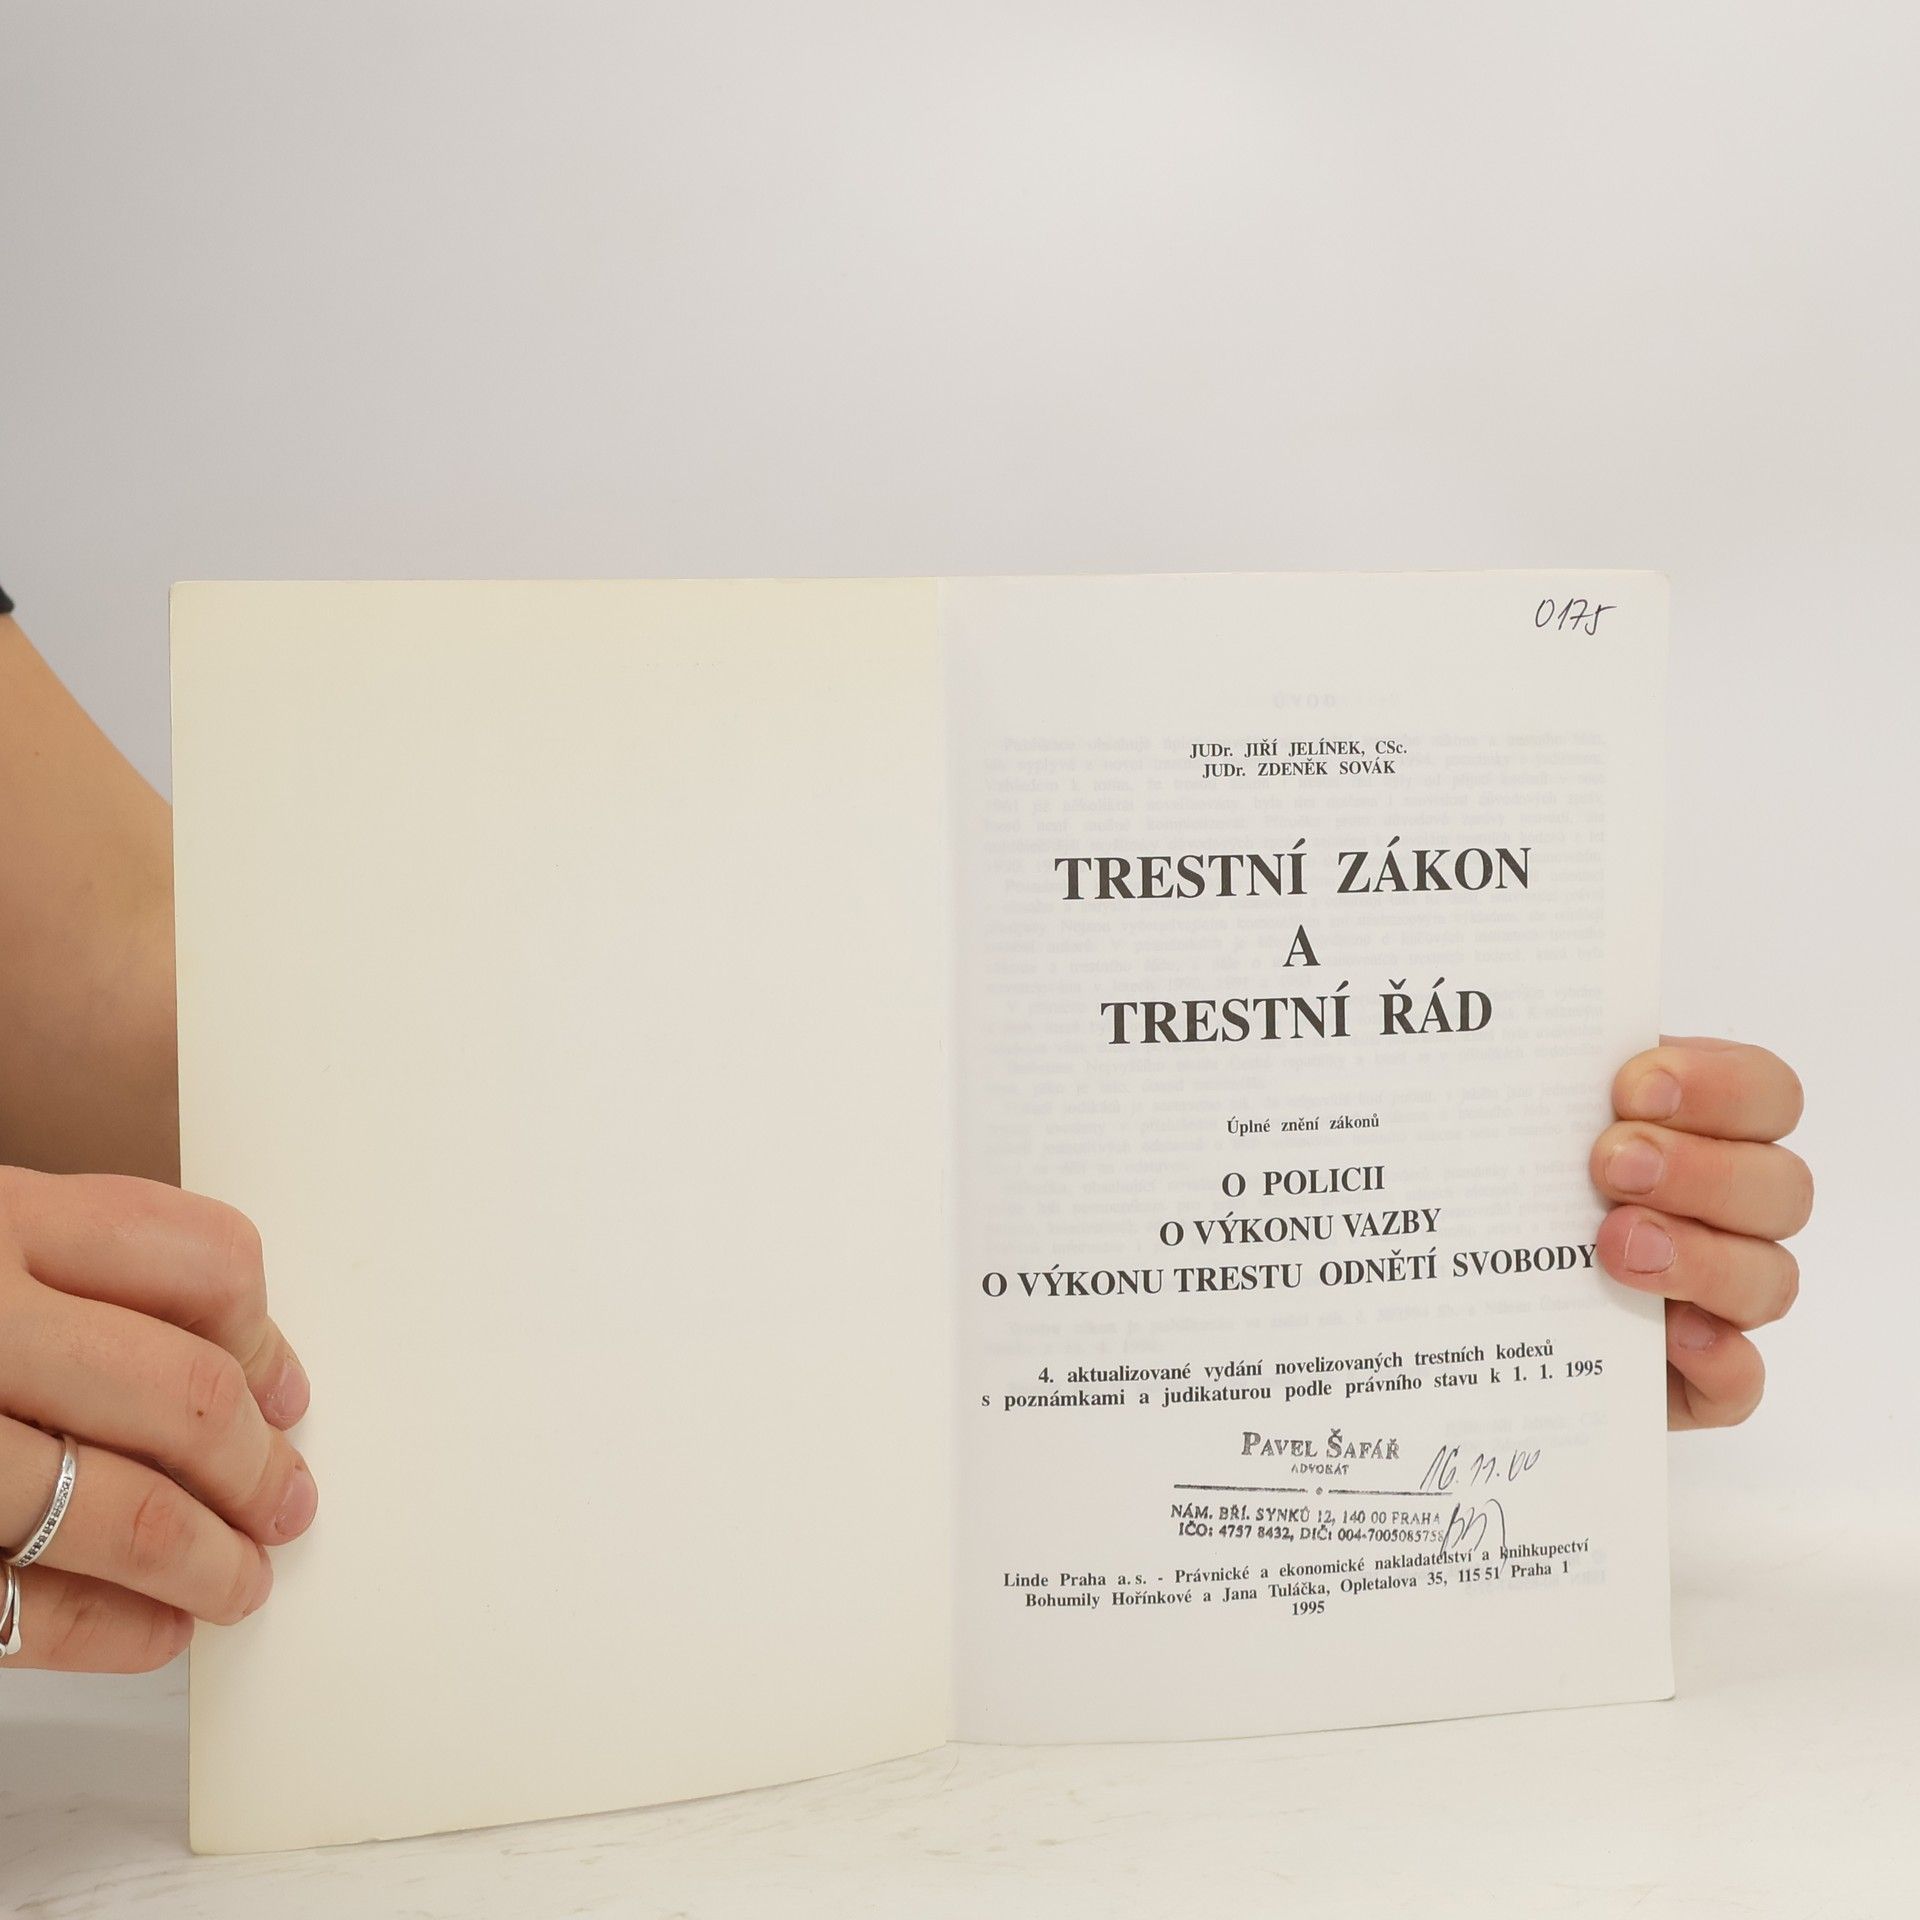 0175
JUDr. JIŘÍ JELÍNEK, CSc.
JUDr. ZDENĚK SOVÁK
TRESTNÍ ZÁKON
A
TRESTNÍ ŘÁD
Úplné znění zákonů
O POLICII
O VÝKONU VAZBY
O VÝKONU TRESTU ODNĚTÍ SVOBODY
4. aktualizované vydání novelizovaných trestních kodexů
s poznámkami a judikaturou podle právního stavu k 1. 1. 1995
PAVEL ŠAFÁŘ
ADVOKÁT
16.11.00
NÁM. BŘÍ. SYNKŮ 12, 140 00 PRAHA
IČO: 4757 8432, DIČ: 004-7005085758
Linde Praha a. s. - Právnické a ekonomické nakladatelství a knihkupectví
Bohumily Hořínkové a Jana Tuláčka, Opletalova 35, 115 51 Praha 1
1995